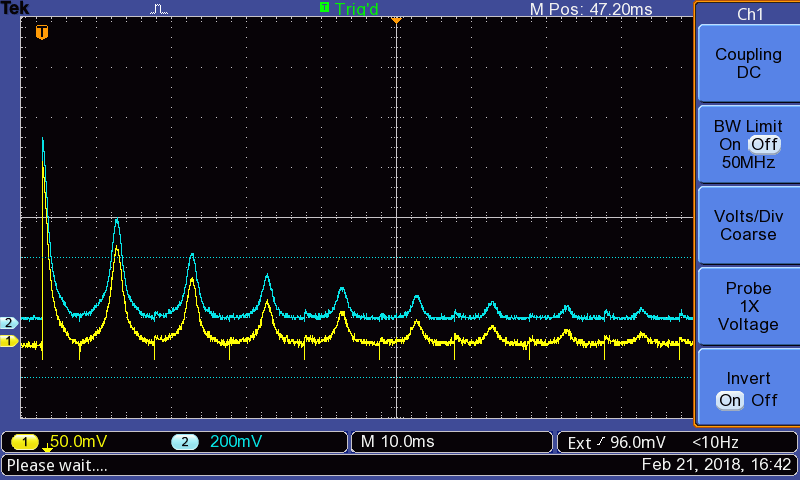 Tek T Trig'd M Pos: 47.20ms
Ch1
T
Coupling
DC
BW Limit
On Off
50MHz
Volts/Div
Coarse
Probe
1X
Voltage
2
1
Invert
On Off
1 50.0mV 2 200mV M 10.0ms Ext / 96.0mV <10Hz
Please wait.... Feb 21, 2018, 16:42